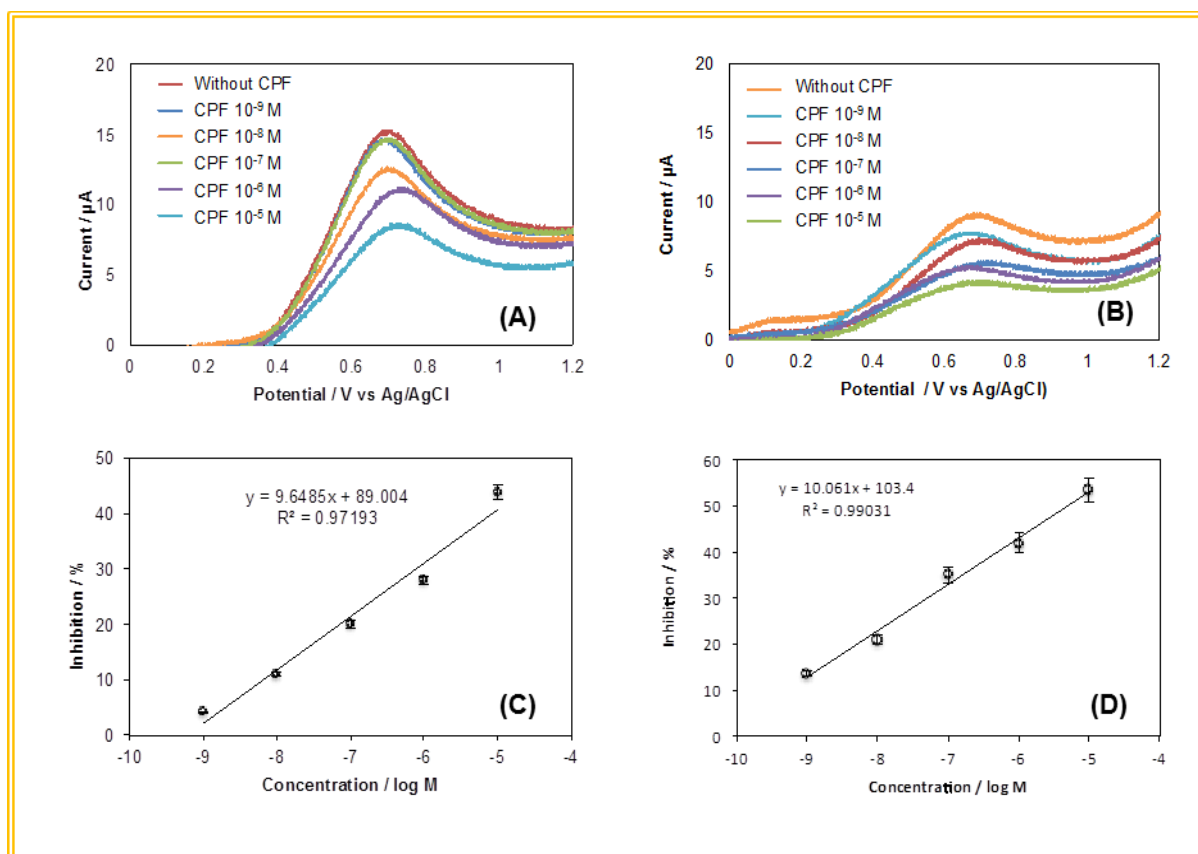 20
15
10
5
0
0
0.2
0.4
0.6
0.8
1
1.2
Current / µA
Potential / V vs Ag/AgCl
Without CPF
CPF 10⁻⁹ M
CPF 10⁻⁸ M
CPF 10⁻⁷ M
CPF 10⁻⁶ M
CPF 10⁻⁵ M
(A)
20
15
10
5
0
0
0.2
0.4
0.6
0.8
1
1.2
Current / µA
Potential / V vs Ag/AgCl)
Without CPF
CPF 10⁻⁹ M
CPF 10⁻⁸ M
CPF 10⁻⁷ M
CPF 10⁻⁶ M
CPF 10⁻⁵ M
(B)
50
40
30
20
10
0
-10
-9
-8
-7
-6
-5
-4
Inhibition / %
Concentration / log M
y = 9.6485x + 89.004
R² = 0.97193
(C)
60
50
40
30
20
10
0
-10
-9
-8
-7
-6
-5
-4
Inhibition / %
Concentration / log M
y = 10.061x + 103.4
R² = 0.99031
(D)